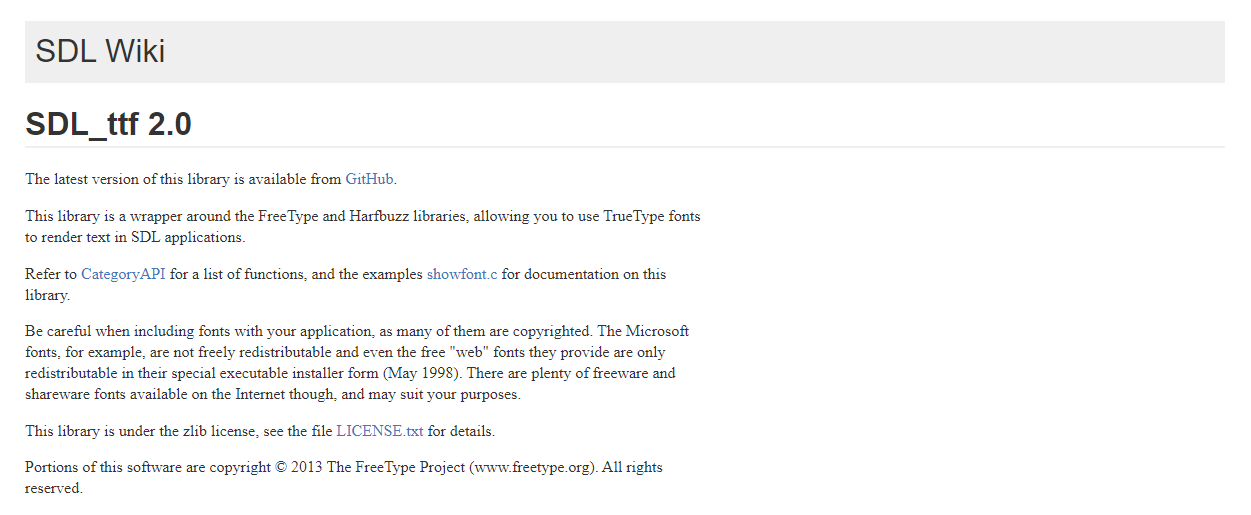 SDL Wiki
SDL_ttf 2.0
The latest version of this library is available from GitHub.
This library is a wrapper around the FreeType and Harfbuzz libraries, allowing you to use TrueType fonts
to render text in SDL applications.
Refer to CategoryAPI for a list of functions, and the examples showfont.c for documentation on this
library.
Be careful when including fonts with your application, as many of them are copyrighted. The Microsoft
fonts, for example, are not freely redistributable and even the free "web" fonts they provide are only
redistributable in their special executable installer form (May 1998). There are plenty of freeware and
shareware fonts available on the Internet though, and may suit your purposes.
This library is under the zlib license, see the file LICENSE.txt for details.
Portions of this software are copyright © 2013 The FreeType Project (www.freetype.org). All rights
reserved.